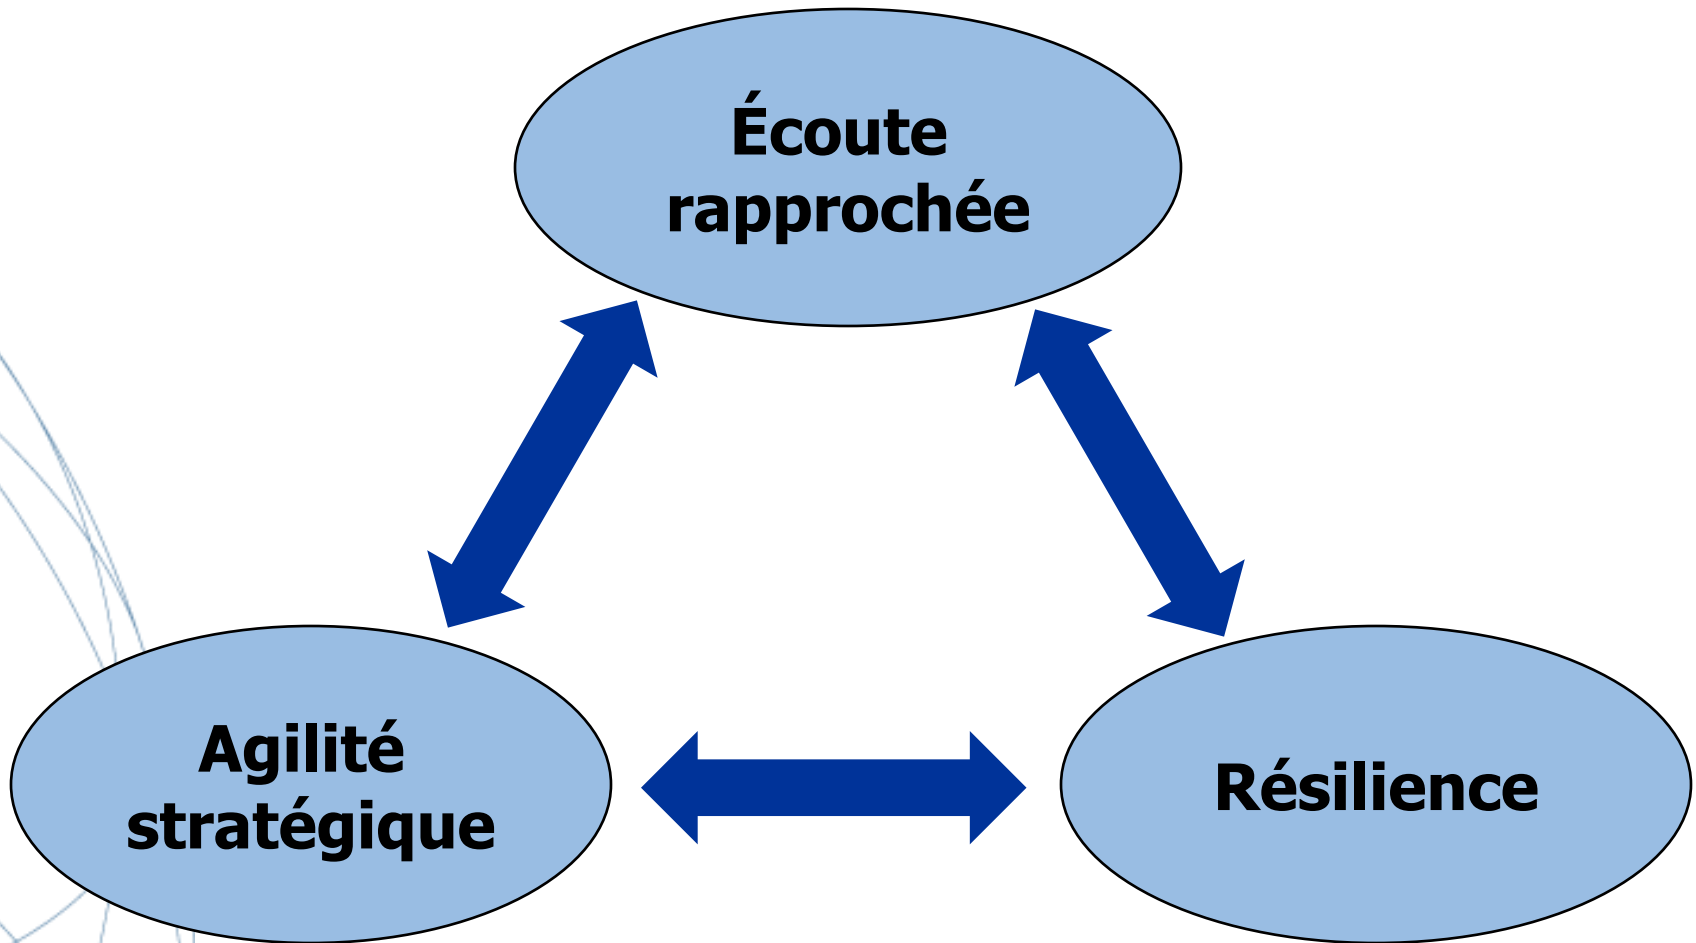 Écoute
rapprochée
Agilité
stratégique
Résilience